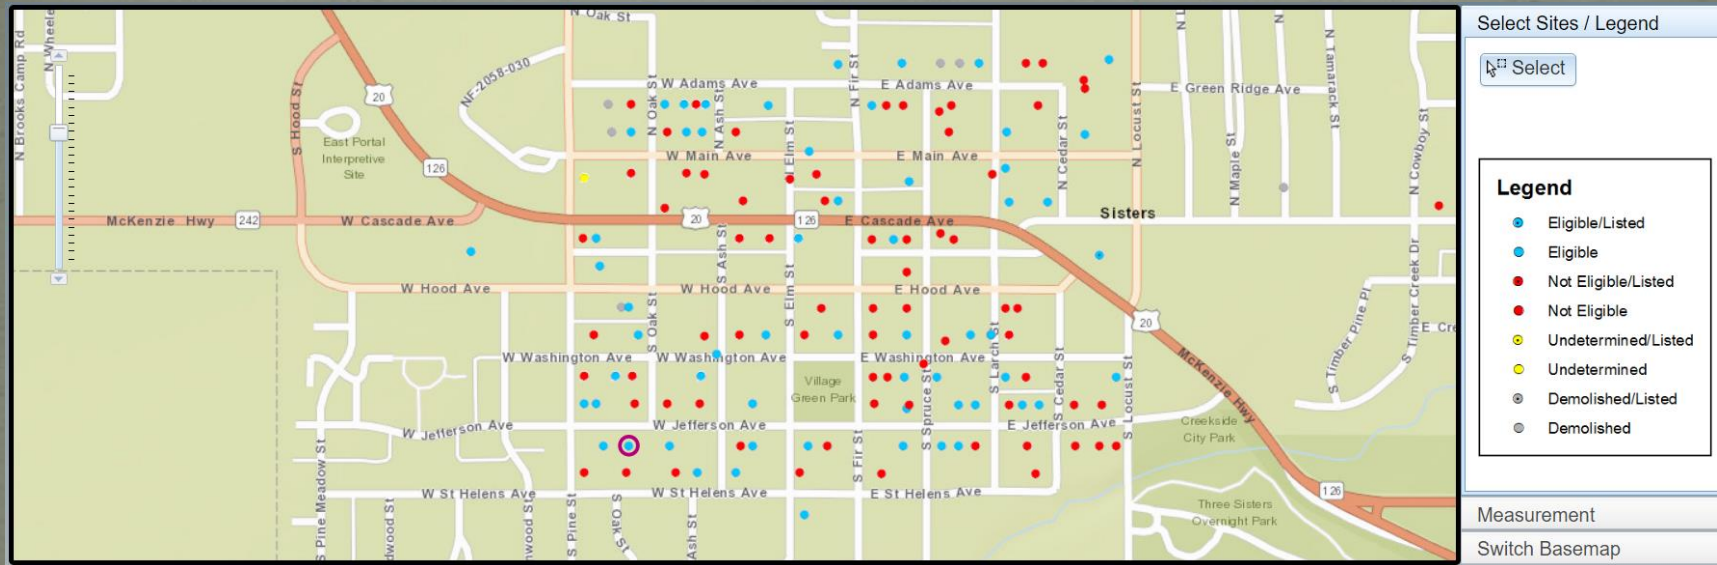 N Oak St
N Brooks Camp Rd
N Wheele
S Hood St
20
NF-2058-030
W Adams Ave
E Adams Ave
E Green Ridge Ave
N Oak St
N Ash St
N Elm St
N Fir St
N Cedar St
N Locust St
N Maple St
N Tamarack St
N Cowboy St
East Portal
Interpretive
Site
126
W Main Ave
E Main Ave
McKenzie Hwy
242
W Cascade Ave
20
126
E Cascade Ave
Sisters
S Ash St
S Elm St
W Hood Ave
W Hood Ave
E Hood Ave
S Oak St
20
S Larch St
S Timber Pine Pl
S Timber Creek Dr
E Cre
W Washington Ave
W Washington Ave
E Washington Ave
McKenzie Hwy
Village
Green Park
S Spruce St
S Cedar St
S Locust St
W Jefferson Ave
W Jefferson Ave
E Jefferson Ave
Creekside
City Park
S Pine Meadow St
S Fir St
W St Helens Ave
W St Helens Ave
E St Helens Ave
126
dwood St
nwood St
S Pine St
S Oak St
Ash St
Three Sisters
Overnight Park
Select Sites / Legend
Select
Legend
Eligible/Listed
Eligible
Not Eligible/Listed
Not Eligible
Undetermined/Listed
Undetermined
Demolished/Listed
Demolished
Measurement
Switch Basemap